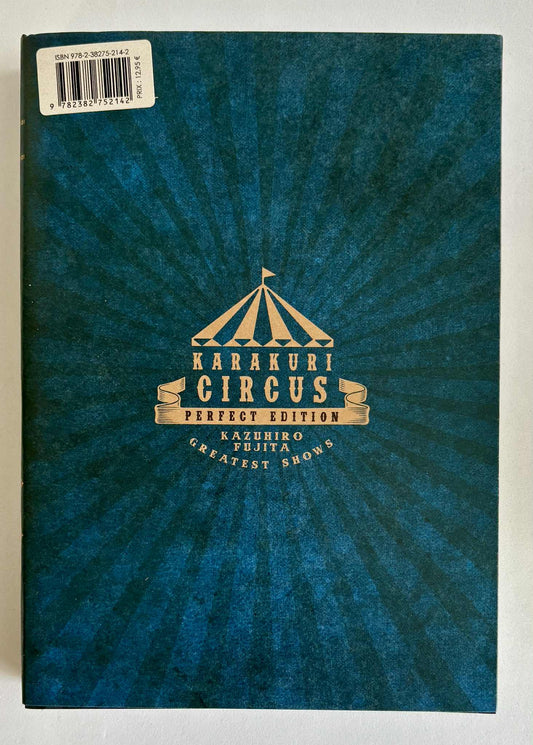 ISBN 978-2-38275-214-2
PRIX : 12.95 €
9 782382 752142
KARAKURI
CIRCUS
PERFECT EDITION
KAZUHIRO
FUJITA
GREATEST SHOWS